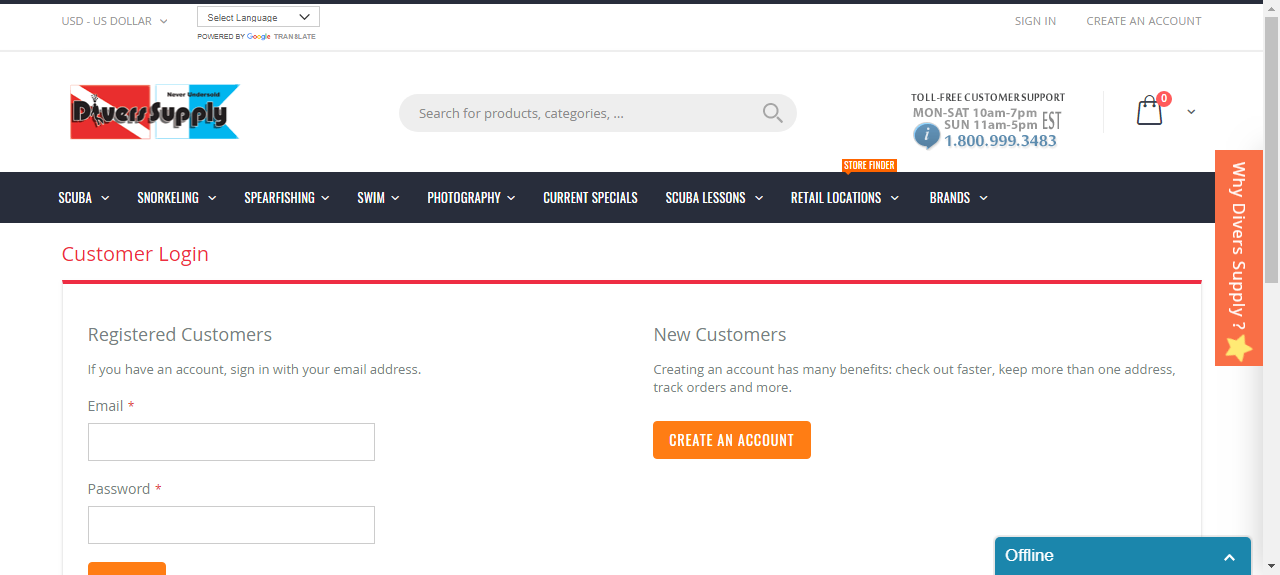 USD - US DOLLAR
Select Language
POWERED BY Google TRANSLATE
SIGN IN
CREATE AN ACCOUNT
Never Undersold
Divers Supply
Search for products, categories, ...
TOLL-FREE CUSTOMER SUPPORT
MON-SAT 10am-7pm
SUN 11am-5pm EST
1.800.999.3483
0
STORE FINDER
SCUBA
SNORKELING
SPEARFISHING
SWIM
PHOTOGRAPHY
CURRENT SPECIALS
SCUBA LESSONS
RETAIL LOCATIONS
BRANDS
Why Divers Supply ?
Customer Login
Registered Customers
If you have an account, sign in with your email address.
Email *
Password *
New Customers
Creating an account has many benefits: check out faster, keep more than one address,
track orders and more.
CREATE AN ACCOUNT
Offline